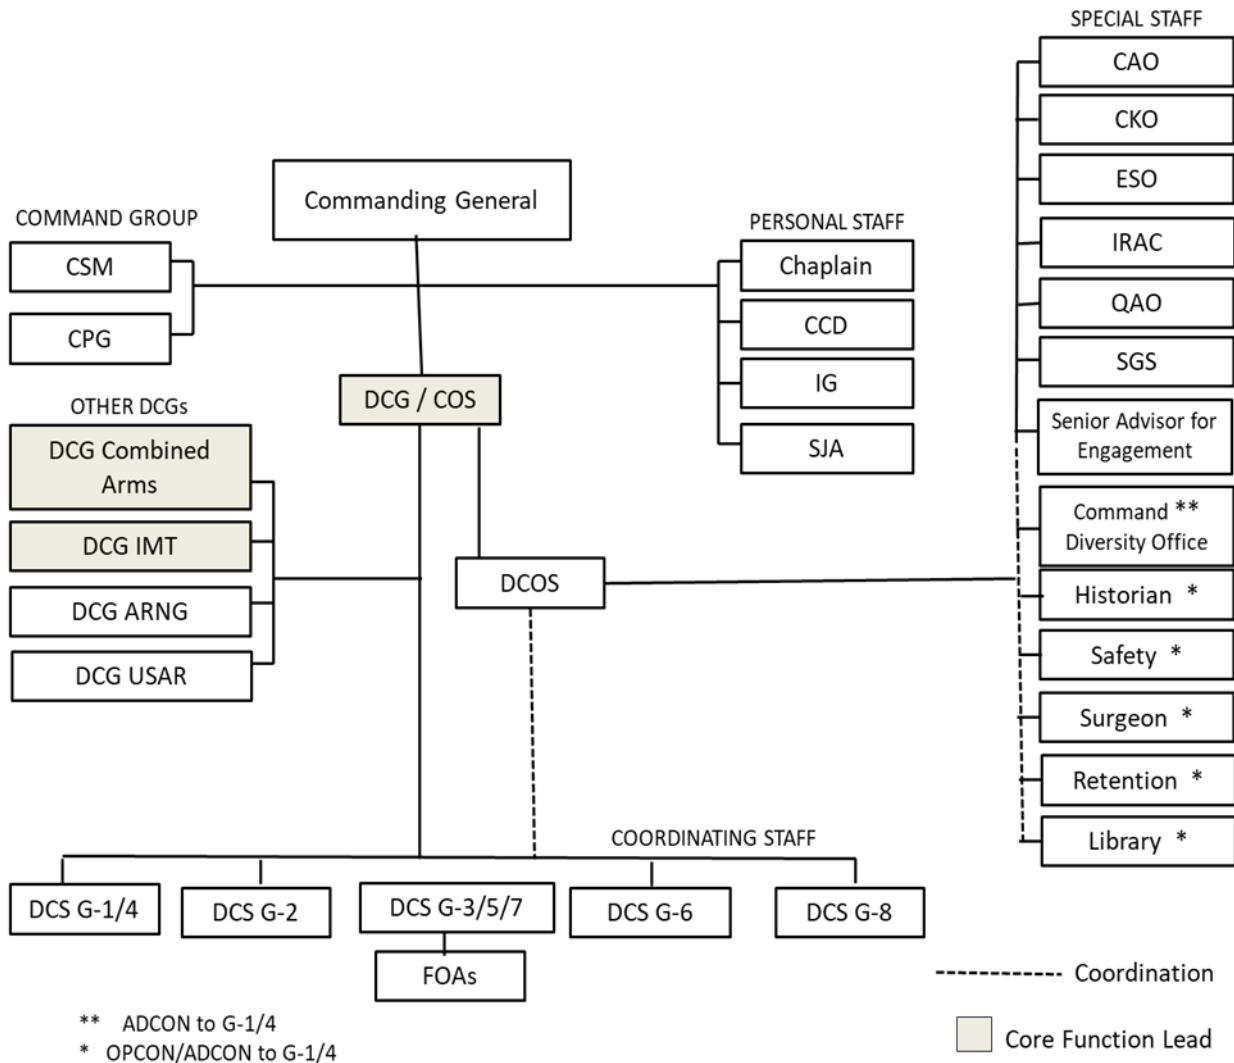 SPECIAL STAFF
CAO
CKO
ESO
IRAC
QAO
SGS
Senior Advisor for
Engagement
Command **
Diversity Office
Historian *
Safety *
Surgeon *
Retention *
Library *
Commanding General
COMMAND GROUP
CSM
CPG
PERSONAL STAFF
Chaplain
CCD
IG
SJA
DCG / COS
OTHER DCGs
DCG Combined
Arms
DCG IMT
DCG ARNG
DCG USAR
DCOS
COORDINATING STAFF
DCS G-1/4
DCS G-2
DCS G-3/5/7
DCS G-6
DCS G-8
FOAs
** ADCON to G-1/4
* OPCON/ADCON to G-1/4
Coordination
Core Function Lead